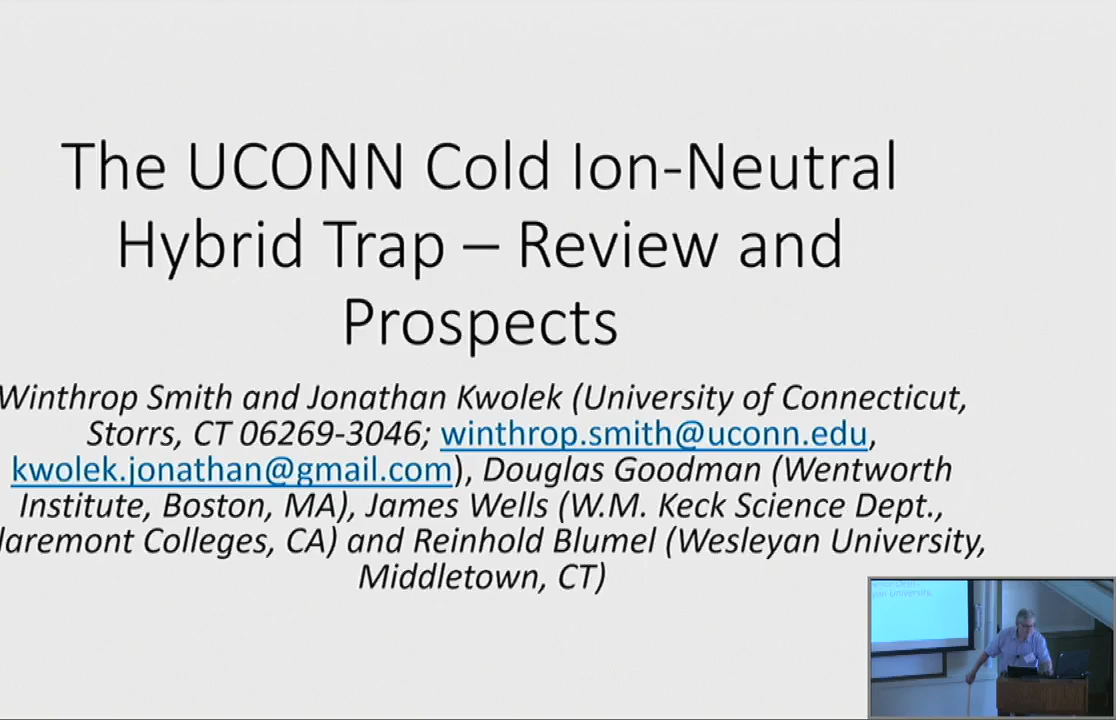 The UCONN Cold Ion-Neutral
Hybrid Trap – Review and
Prospects
Winthrop Smith and Jonathan Kwolek (University of Connecticut,
Storrs, CT 06269-3046; winthrop.smith@uconn.edu,
kwolek.jonathan@gmail.com), Douglas Goodman (Wentworth
Institute, Boston, MA), James Wells (W.M. Keck Science Dept.,
laremont Colleges, CA) and Reinhold Blumel (Wesleyan University,
Middletown, CT)